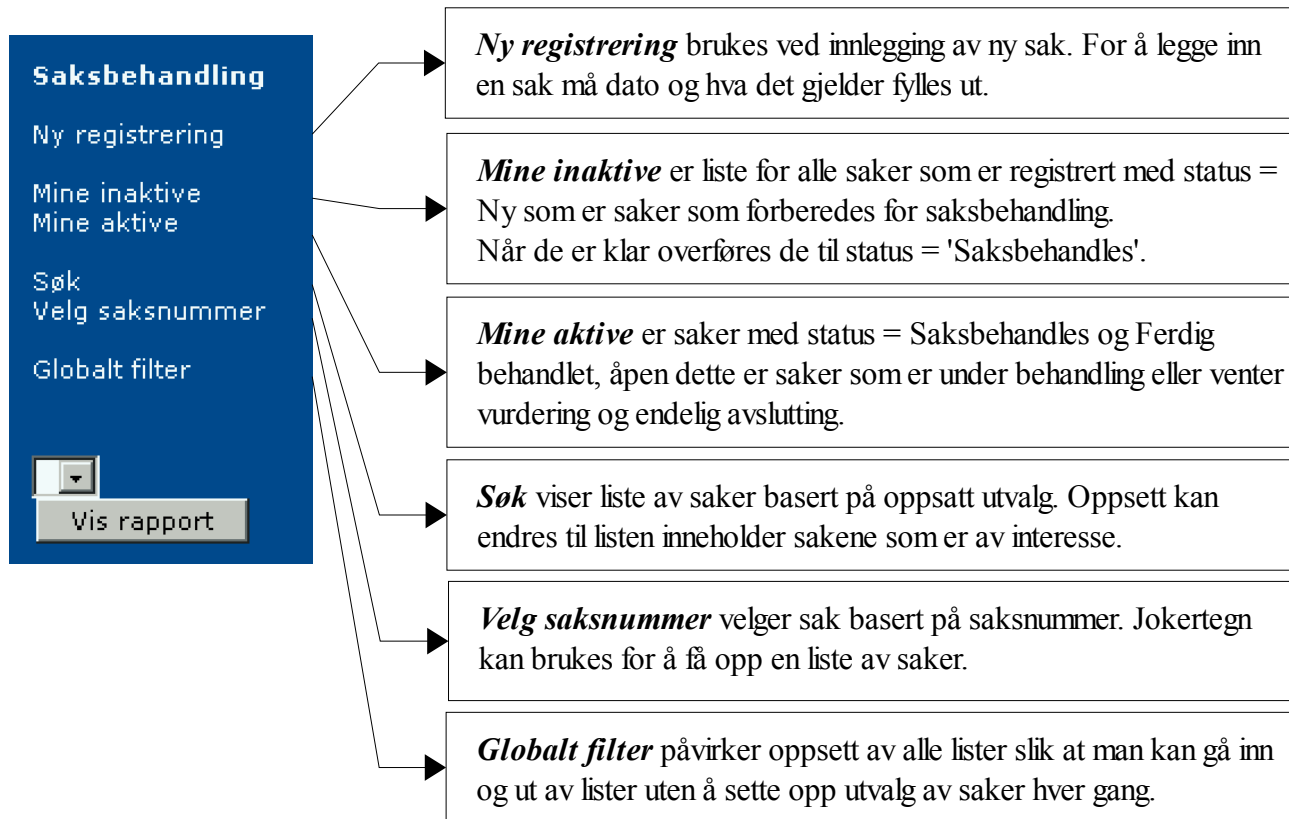 Saksbehandling
Ny registrering
Mine inaktive
Mine aktive
Søk
Velg saksnummer
Globalt filter
Vis rapport
Ny registrering brukes ved innlegging av ny sak. For å legge inn
en sak må dato og hva det gjelder fylles ut.
Mine inaktive er liste for alle saker som er registrert med status =
Ny som er saker som forberedes for saksbehandling.
Når de er klar overføres de til status = 'Saksbehandles'.
Mine aktive er saker med status = Saksbehandles og Ferdig
behandlet, åpen dette er saker som er under behandling eller venter
vurdering og endelig avslutting.
Søk viser liste av saker basert på oppsatt utvalg. Oppsett kan
endres til listen inneholder sakene som er av interesse.
Velg saksnummer velger sak basert på saksnummer. Jokertegn
kan brukes for å få opp en liste av saker.
Globalt filter påvirker oppsett av alle lister slik at man kan gå inn
og ut av lister uten å sette opp utvalg av saker hver gang.